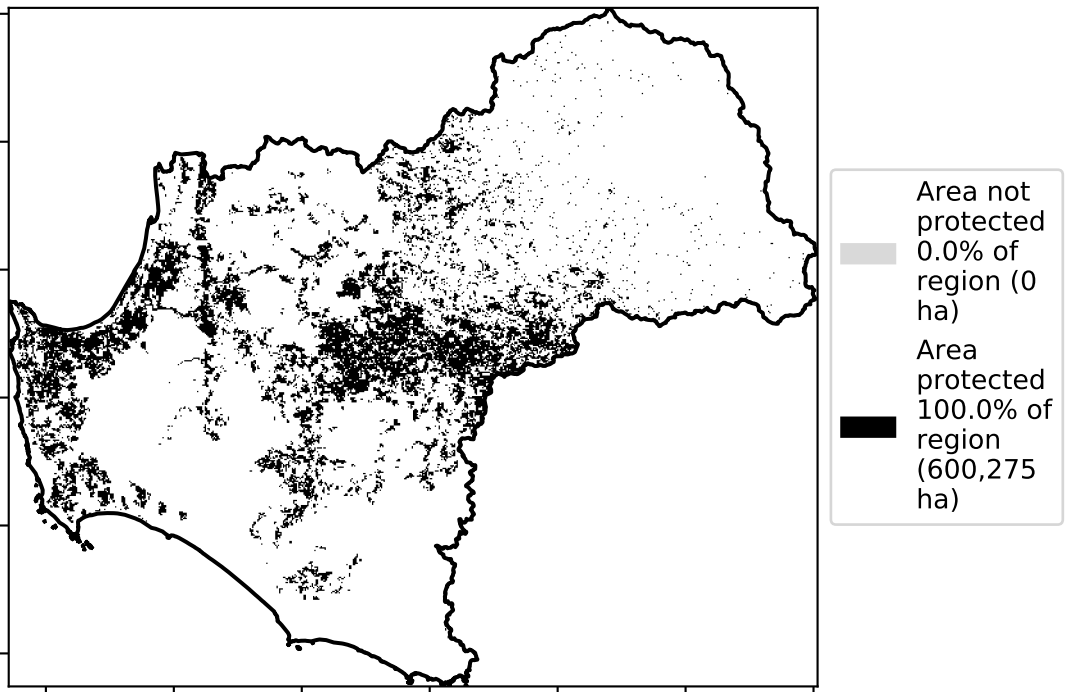 Area not
protected
0.0% of
region (0
ha)
Area
protected
100.0% of
region
(600,275
ha)